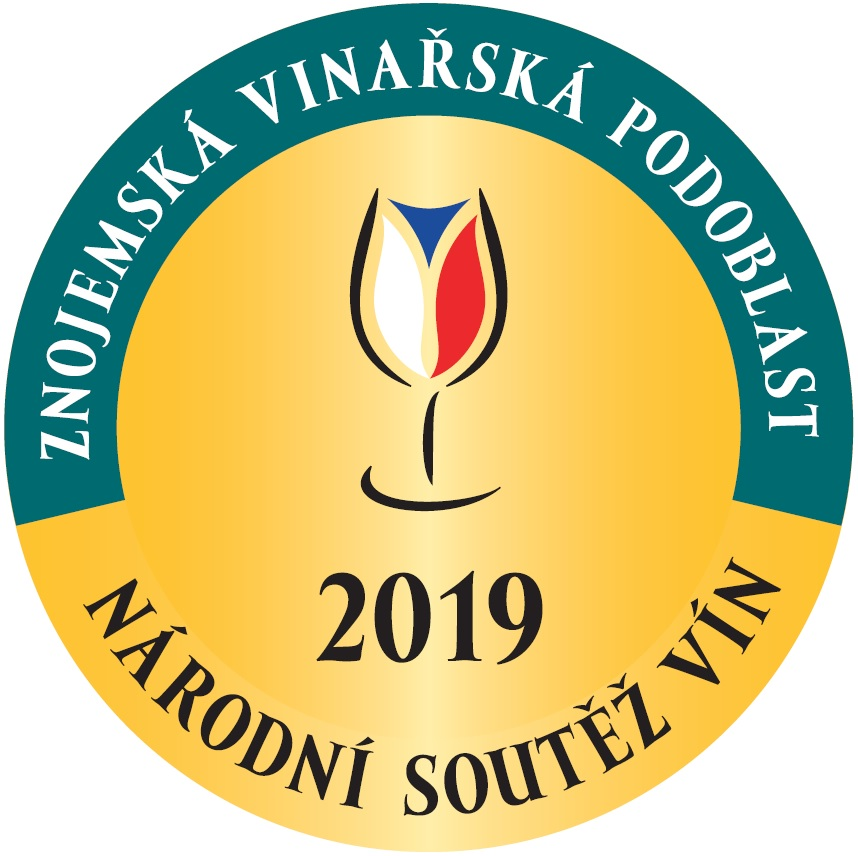 ZNOJEMSKÁ VINAŘSKÁ PODOBLAST
2019
NÁRODNÍ SOUTĚŽ VÍN